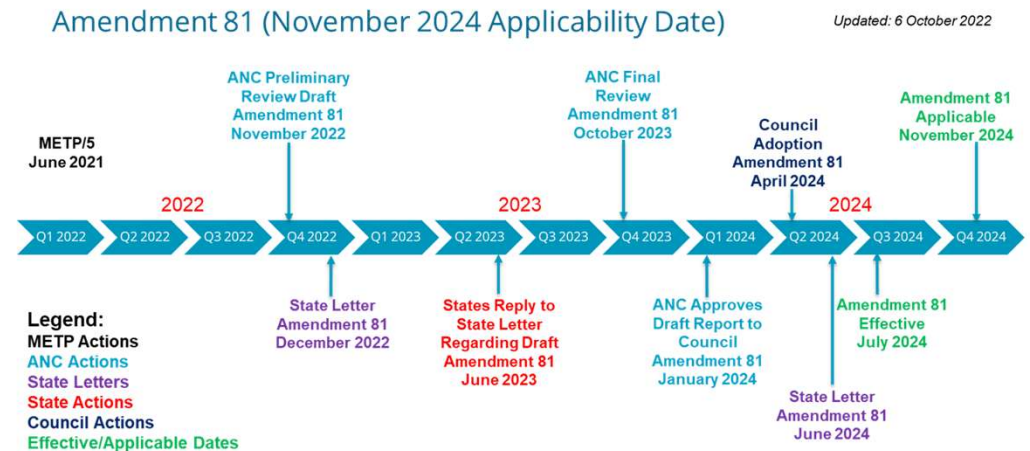 Amendment 81 (November 2024 Applicability Date)
Updated: 6 October 2022
METP/5
June 2021
ANC Preliminary
Review Draft
Amendment 81
November 2022
ANC Final
Review
Amendment 81
October 2023
Council
Adoption
Amendment 81
April 2024
Amendment 81
Applicable
November 2024
2022
2023
2024
Q1 2022
Q2 2022
Q3 2022
Q4 2022
Q1 2023
Q2 2023
Q3 2023
Q4 2023
Q1 2024
Q2 2024
Q3 2024
Q4 2024
State Letter
Amendment 81
December 2022
States Reply to
State Letter
Regarding Draft
Amendment 81
June 2023
ANC Approves
Draft Report to
Council
Amendment 81
January 2024
State Letter
Amendment 81
June 2024
Amendment 81
Effective
July 2024
Legend:
METP Actions
ANC Actions
State Letters
State Actions
Council Actions
Effective/Applicable Dates